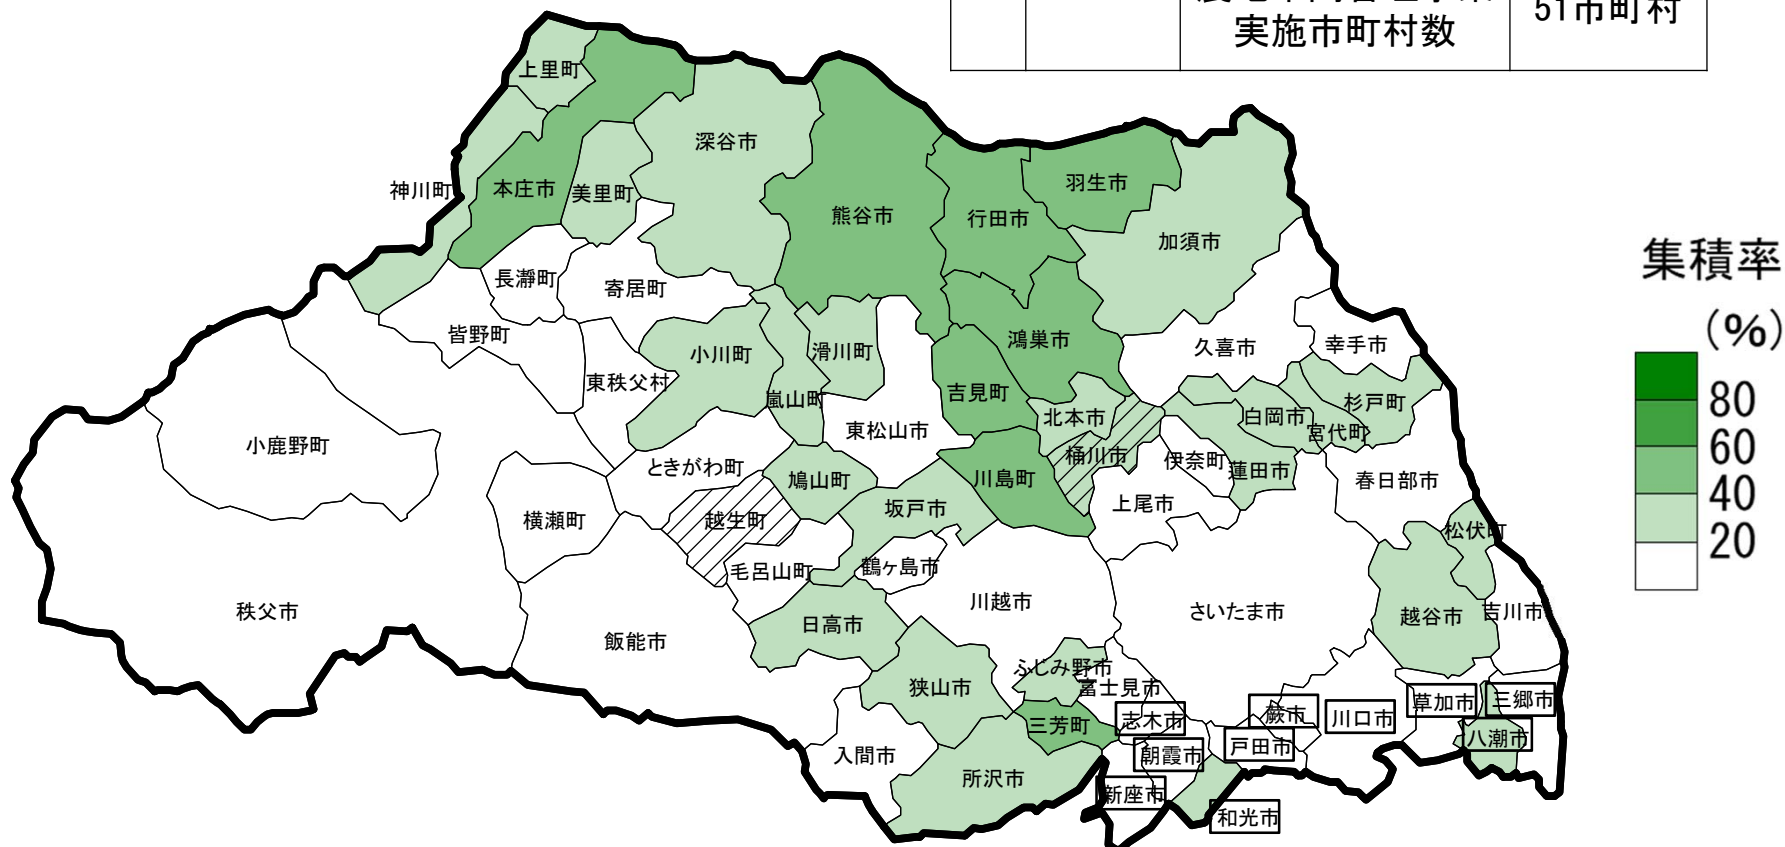 51市町村
実施市町村数
上里町
深谷市
神川町
本庄市
美里町
熊谷市
行田市
羽生市
加須市
長瀞町
寄居町
皆野町
小川町
滑川町
鴻巣市
久喜市
幸手市
東秩父村
嵐山町
吉見町
北本市
白岡市
杉戸町
宮代町
小鹿野町
東松山市
ときがわ町
鳩山町
川島町
桶川市
伊奈町
蓮田市
春日部市
横瀬町
越生町
坂戸市
上尾市
松伏町
毛呂山町
鶴ヶ島市
秩父市
飯能市
日高市
川越市
さいたま市
越谷市
吉川市
狭山市
ふじみ野市
富士見市
三芳町
志木市
蕨市
川口市
草加市
三郷市
入間市
所沢市
朝霞市
戸田市
八潮市
新座市
和光市
集積率
(%)
80
60
40
20